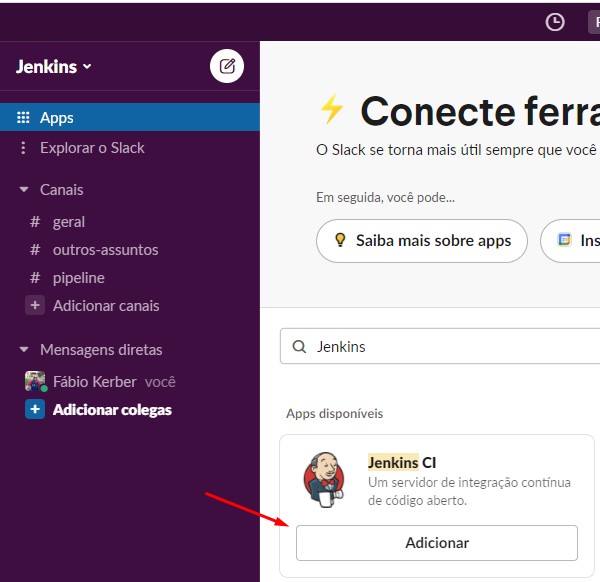 Jenkins
Apps
Explorar o Slack
Canais
# geral
# outros-assuntos
# pipeline
+ Adicionar canais
Mensagens diretas
Fábio Kerber você
+ Adicionar colegas
Conecte ferra
O Slack se torna mais útil sempre que você
Em seguida, você pode...
Saiba mais sobre apps
Ins
Jenkins
Apps disponíveis
Jenkins CI
Um servidor de integração contínua
de código aberto.
Adicionar